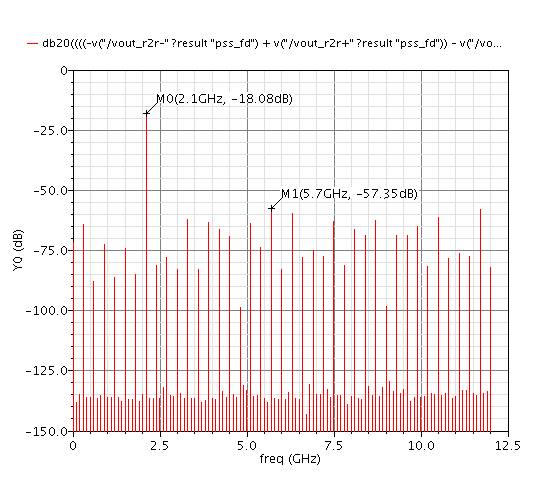 — db20((((-v("/vout_r2r-" ?result "pss_fd") + v("/vout_r2r+" ?result "pss_fd")) - v("/vo...
0
M0(2.1GHz, -18.08dB)
-25.0
-50.0
M1(5.7GHz, -57.35dB)
Y0 (dB)
-75.0
-100.0
-125.0
-150.0
0 2.5 5.0 7.5 10.0 12.5
freq (GHz)